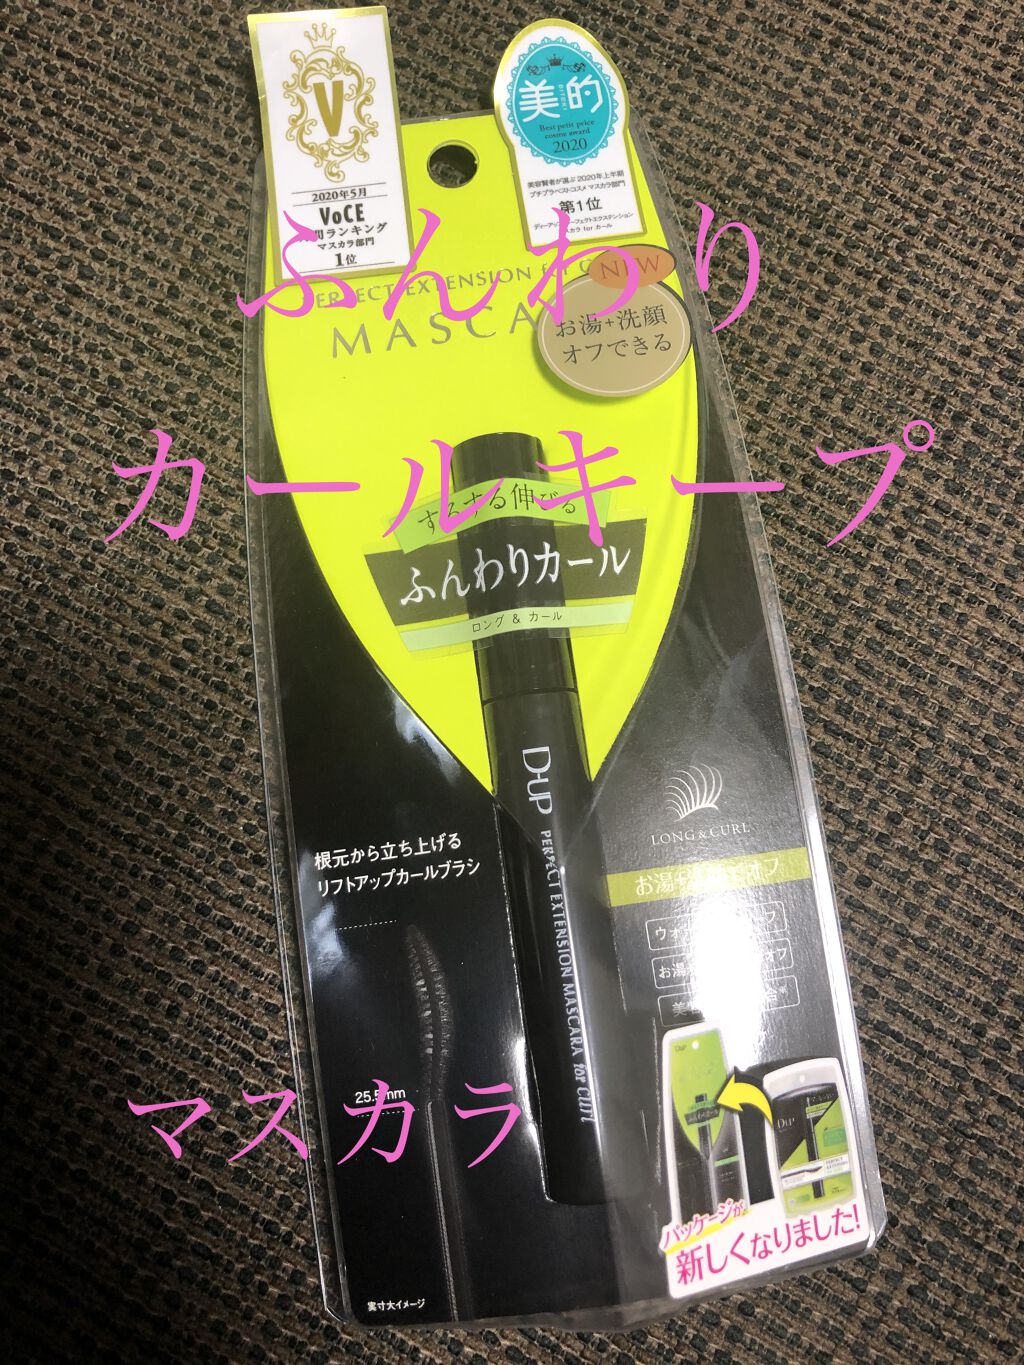 V
2020年5月
VoCE
間ランキング
マスカラ部門
1位
美的
BITEKI
Best petit price
cosme award
2020
美容賢者が選ぶ 2020年上半期
プチプラベストコスメ マスカラ部門
第1位
ふんわり
カールキープ
マスカラ
PERFECT EXTENSION for
MASCA
NEW
お湯+洗顔
オフできる
するする伸びる
ふんわりカール
ロング & カール
D-UP
PERFECT EXTENSION MASCARA for CURL
LONG & CURL
根元から立ち上げる
リフトアップカールブラシ
25.5mm
実寸大イメージ
パッケージが
新しくなりました!